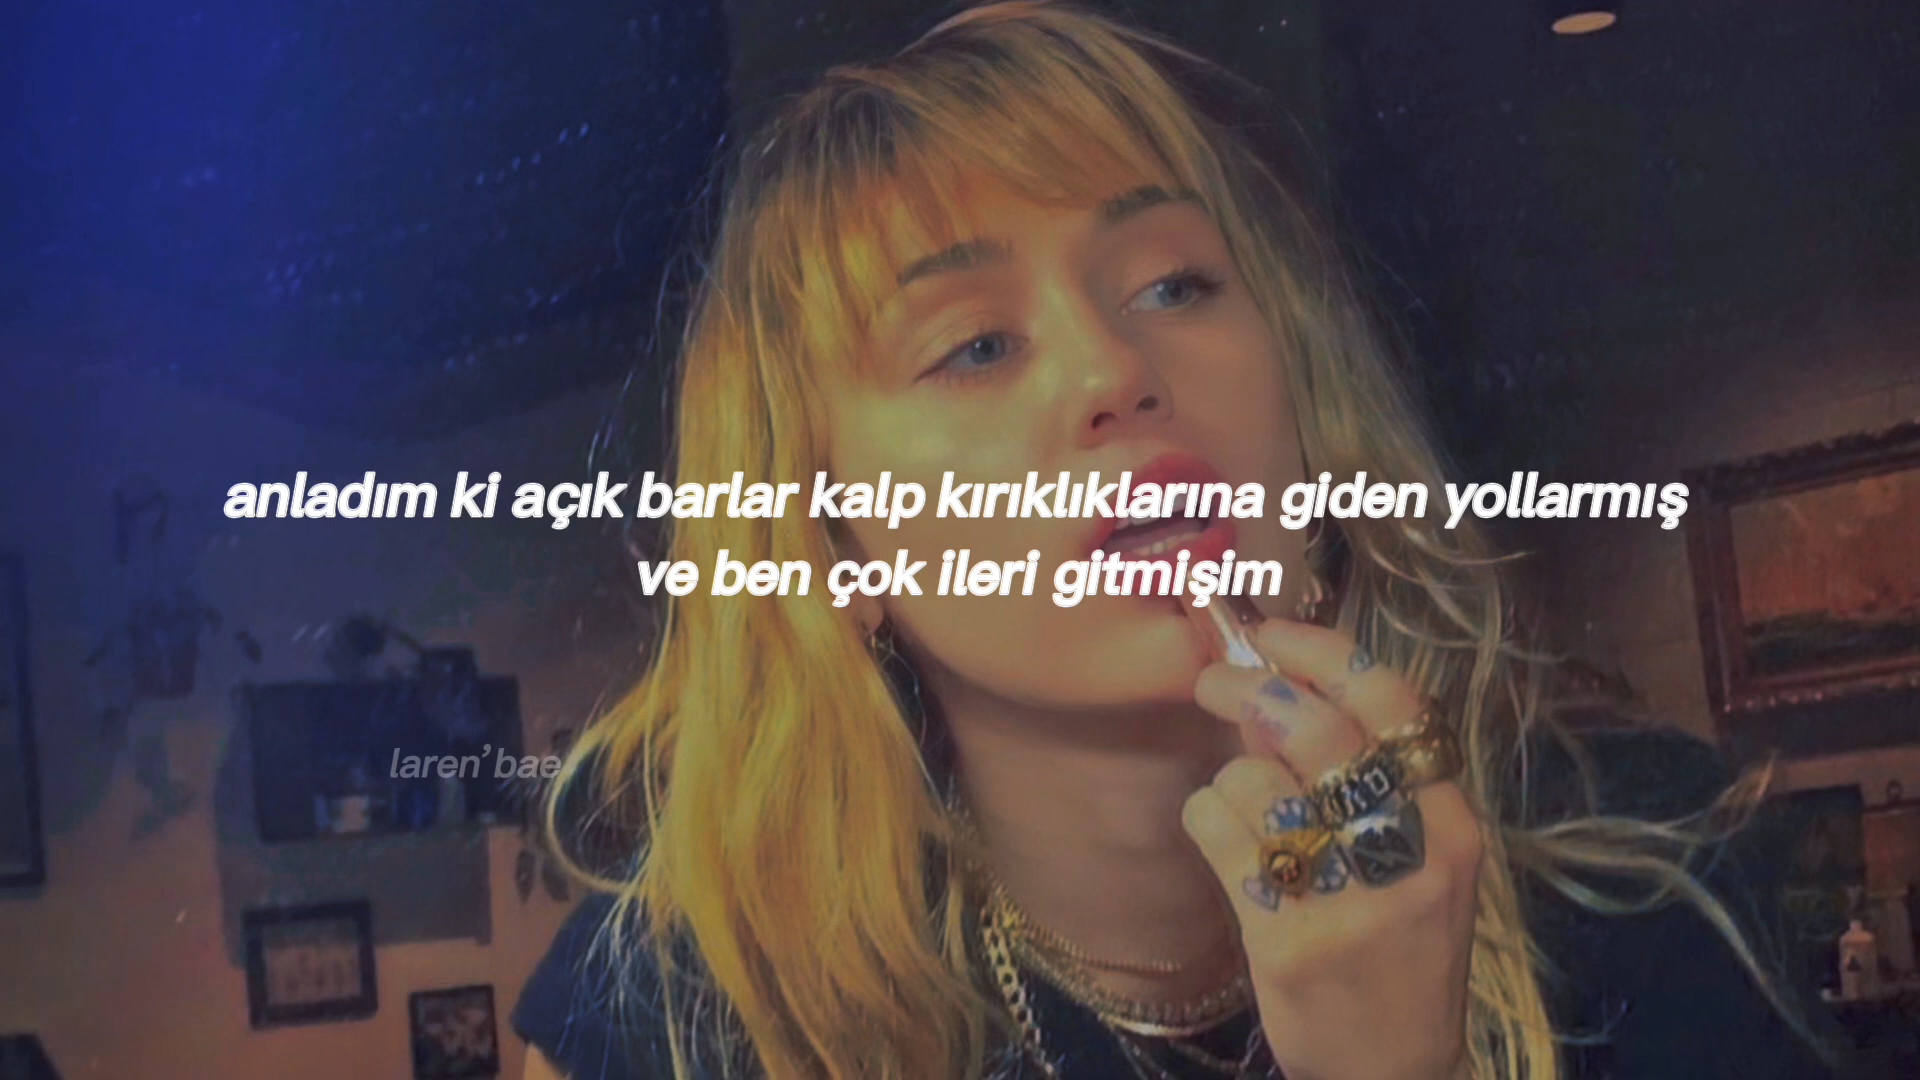 anladım ki açık barlar kalp kırıklıklarına giden yollarmış
ve ben çok ileri gitmişim
laren’bae